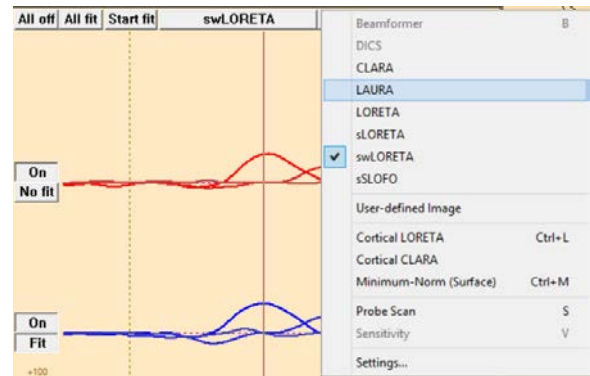 All off All fit Start fit swLORETA
Beamformer B
DICS
CLARA
LAURA
LORETA
sLORETA
swLORETA
sSLOFO
User-defined Image
Cortical LORETA Ctrl+L
Cortical CLARA
Minimum-Norm (Surface) Ctrl+M
Probe Scan S
Sensitivity V
Settings...
On
No fit
On
Fit
+100